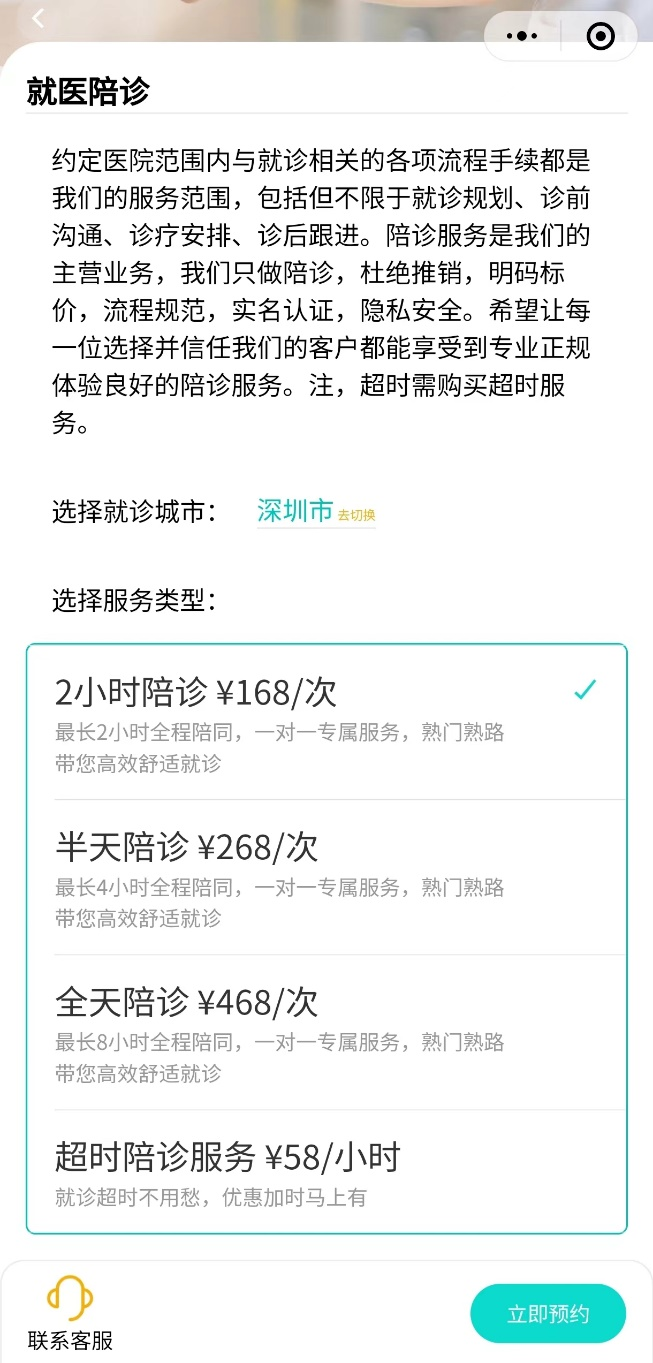 就医陪诊
约定医院范围内与就诊相关的各项流程手续都是
我们的服务范围，包括但不限于就诊规划、诊前
沟通、诊疗安排、诊后跟进。陪诊服务是我们的
主营业务，我们只做陪诊，杜绝推销，明码标
价，流程规范，实名认证，隐私安全。希望让每
一位选择并信任我们的客户都能享受到专业正规
体验良好的陪诊服务。注，超时需购买超时服
务。
选择就诊城市： 深圳市 去切换
选择服务类型：
2小时陪诊 ¥168/次
最长2小时全程陪同，一对一专属服务，熟门熟路
带您高效舒适就诊
半天陪诊 ¥268/次
最长4小时全程陪同，一对一专属服务，熟门熟路
带您高效舒适就诊
全天陪诊 ¥468/次
最长8小时全程陪同，一对一专属服务，熟门熟路
带您高效舒适就诊
超时陪诊服务 ¥58/小时
就诊超时不用愁，优惠加时马上有
联系客服
立即预约